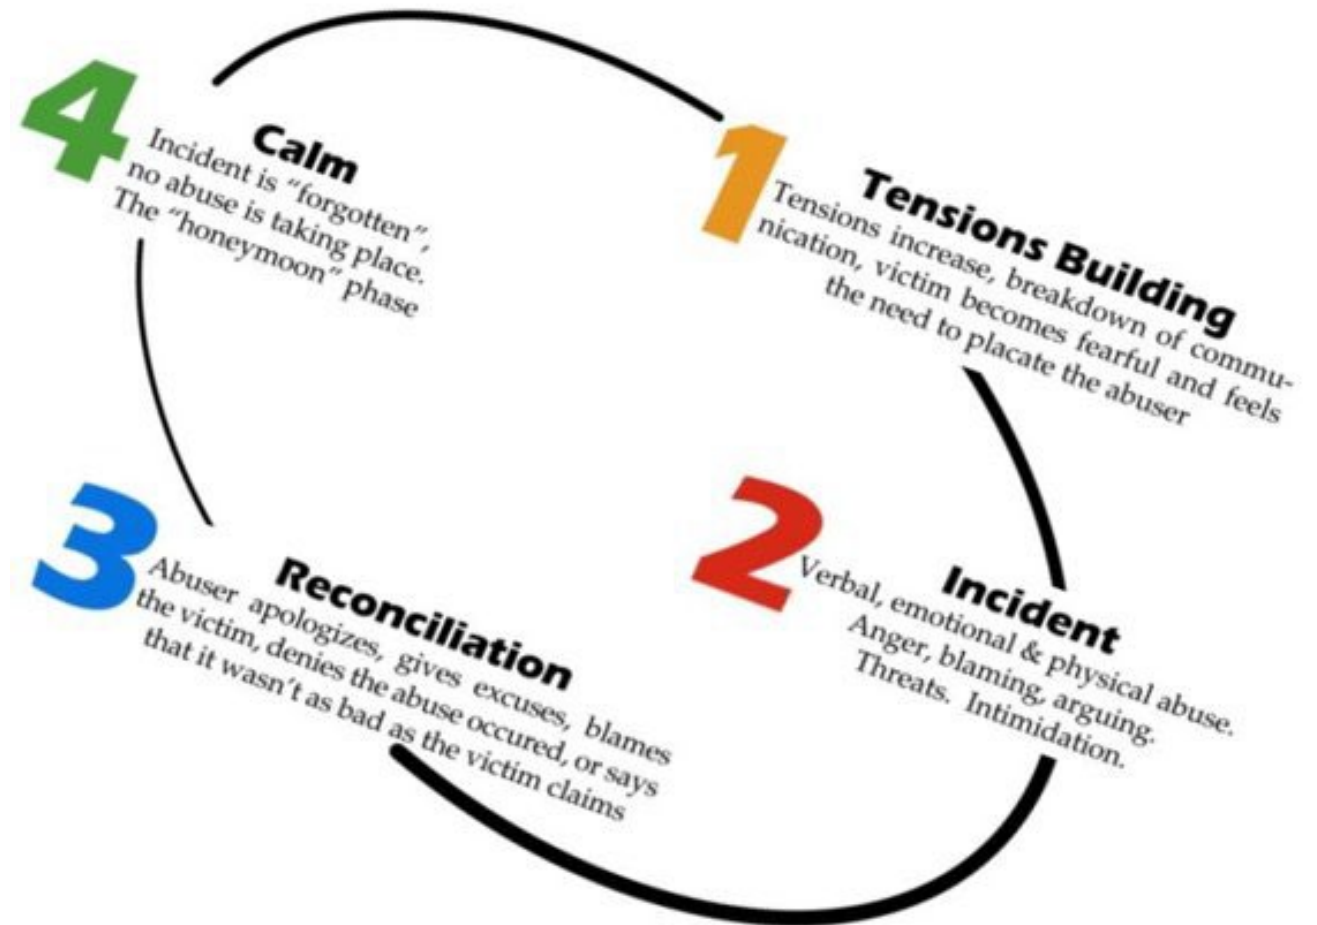 1
Tensions Building
Tensions increase, breakdown of commu-
nication, victim becomes fearful and feels
the need to placate the abuser
2
Incident
Verbal, emotional & physical abuse.
Anger, blaming, arguing.
Threats. Intimidation.
3
Reconciliation
Abuser apologizes, gives excuses, blames
the victim, denies the abuse occured, or says
that it wasn't as bad as the victim claims
4
Calm
Incident is "forgotten",
no abuse is taking place.
The "honeymoon" phase